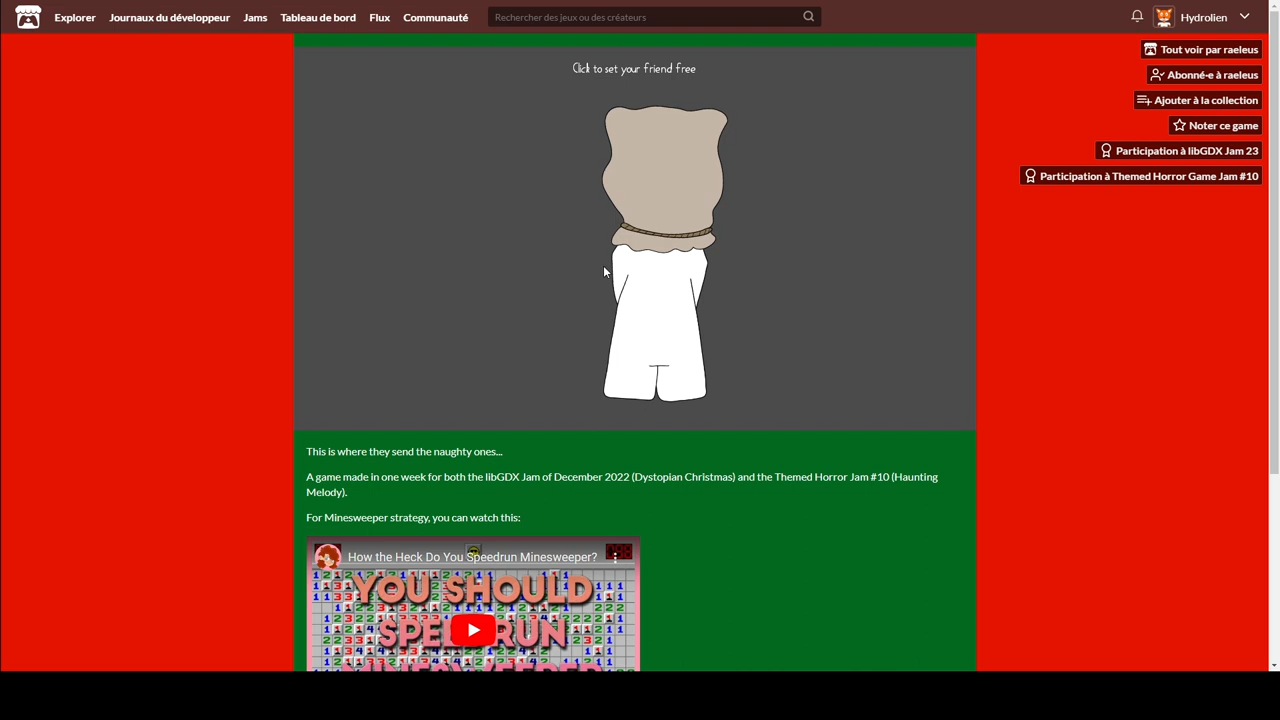 Explorer Journaux du développeur Jams Tableau de bord Flux Communauté Rechercher des jeux ou des créateurs Hydrolien
Tout voir par raeleus
Abonné·e à raeleus
Ajouter à la collection
Noter ce game
Participation à libGDX Jam 23
Participation à Themed Horror Game Jam #10
Click to set your friend free
This is where they send the naughty ones...
A game made in one week for both the libGDX Jam of December 2022 (Dystopian Christmas) and the Themed Horror Jam #10 (Haunting
Melody).
For Minesweeper strategy, you can watch this:
How the Heck Do You Speedrun Minesweeper?
YOU SHOULD
SPEEDRUN
MINESWEEPER